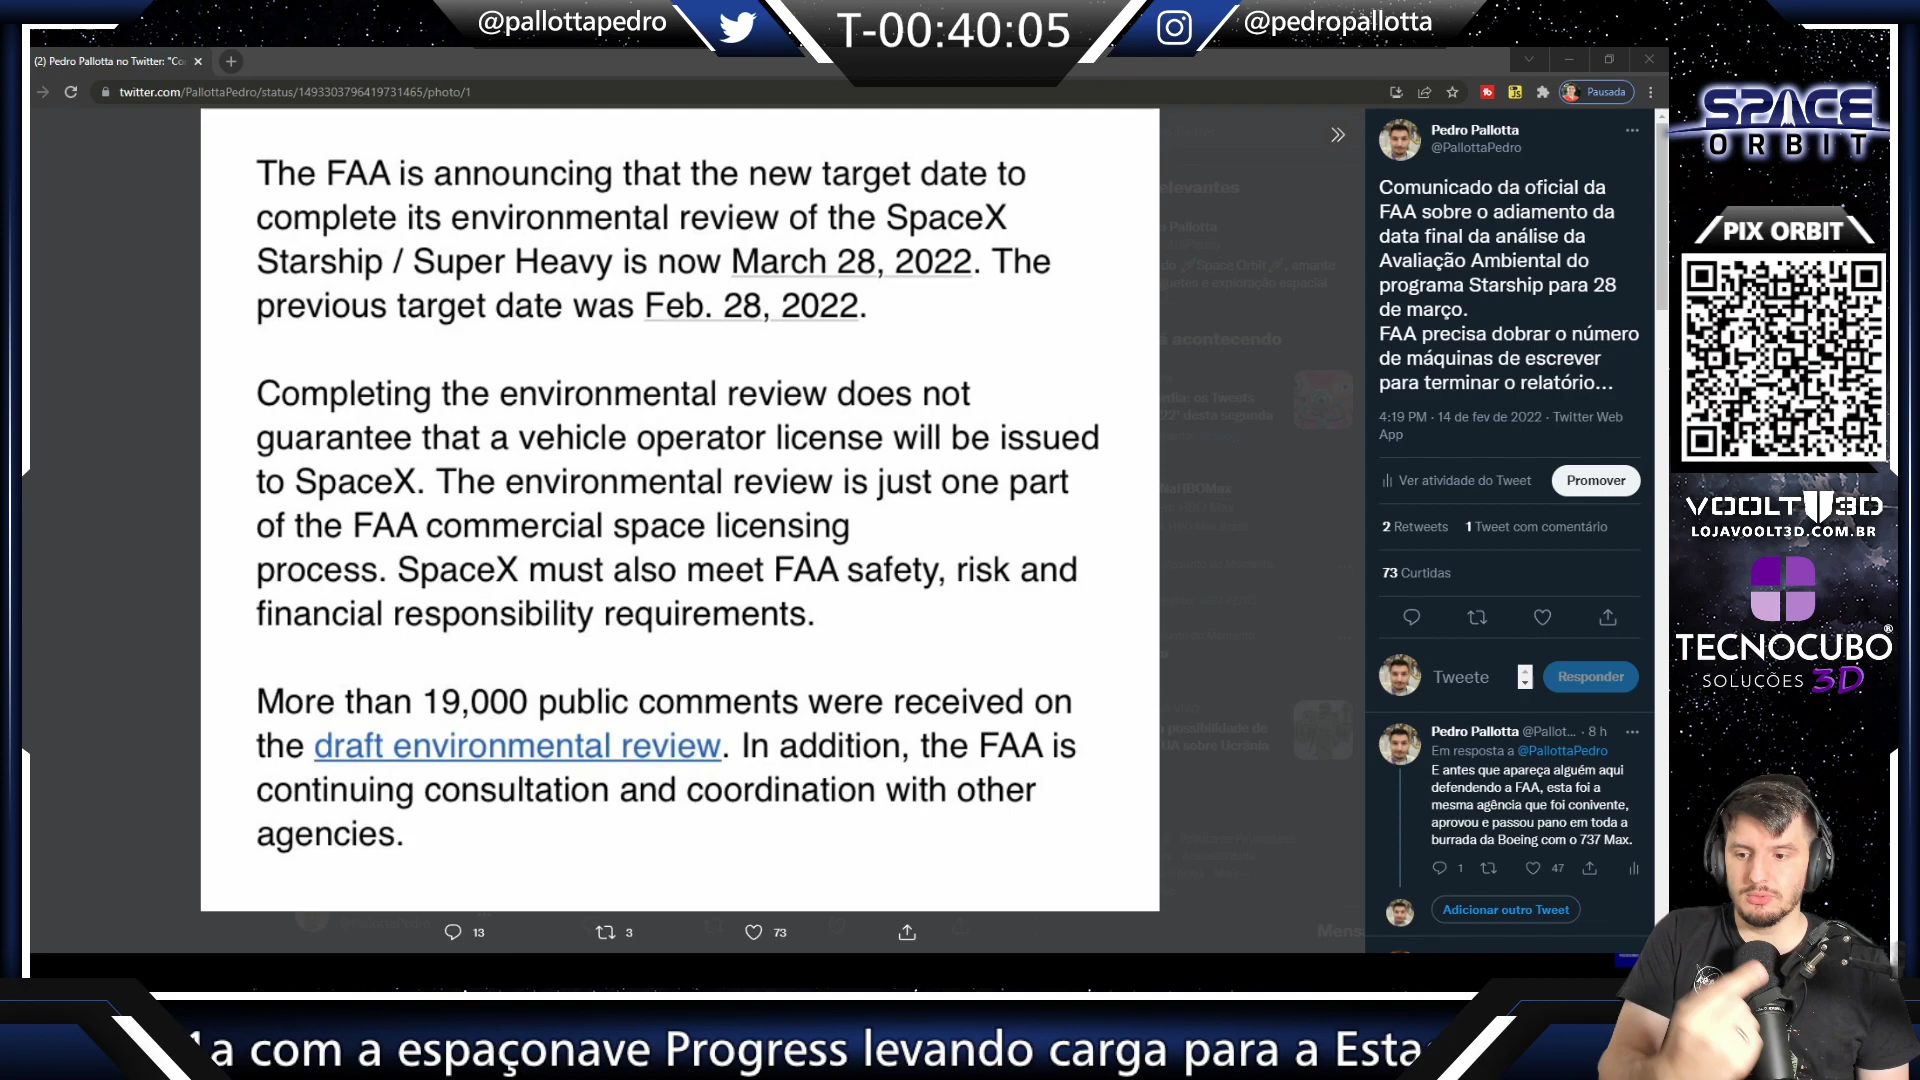 @pallottapedro
T-00:40:05
@pedropallotta
(2) Pedro Pallotta no Twitter: "Co
twitter.com/PallottaPedro/status/1493303796419731465/photo/1
Pausada
The FAA is announcing that the new target date to
complete its environmental review of the SpaceX
Starship / Super Heavy is now March 28, 2022. The
previous target date was Feb. 28, 2022.
Completing the environmental review does not
guarantee that a vehicle operator license will be issued
to SpaceX. The environmental review is just one part
of the FAA commercial space licensing
process. SpaceX must also meet FAA safety, risk and
financial responsibility requirements.
More than 19,000 public comments were received on
the draft environmental review. In addition, the FAA is
continuing consultation and coordination with other
agencies.
13
3
73
elevantes
Pallotta
acontecendo
Pedro Pallotta
@PallottaPedro
Comunicado da oficial da
FAA sobre o adiamento da
data final da análise da
Avaliação Ambiental do
programa Starship para 28
de março.
FAA precisa dobrar o número
de máquinas de escrever
para terminar o relatório...
4:19 PM · 14 de fev de 2022 · Twitter Web
App
Ver atividade do Tweet
Promover
2 Retweets 1 Tweet com comentário
73 Curtidas
Tweete
Responder
Pedro Pallotta @Pallot... · 8 h
Em resposta a @PallottaPedro
E antes que apareça alguém aqui
defendendo a FAA, esta foi a
mesma agência que foi conivente,
aprovou e passou pano em toda a
burrada da Boeing com o 737 Max.
1
47
Adicionar outro Tweet
Mens
SPACE
ORBIT
PIX ORBIT
VOOLT 3D
LOJAVOOLT3D.COM.BR
TECNOCUBO®
SOLUCÕES 3D
1a com a espaçonave Progress levando carga para a Esta